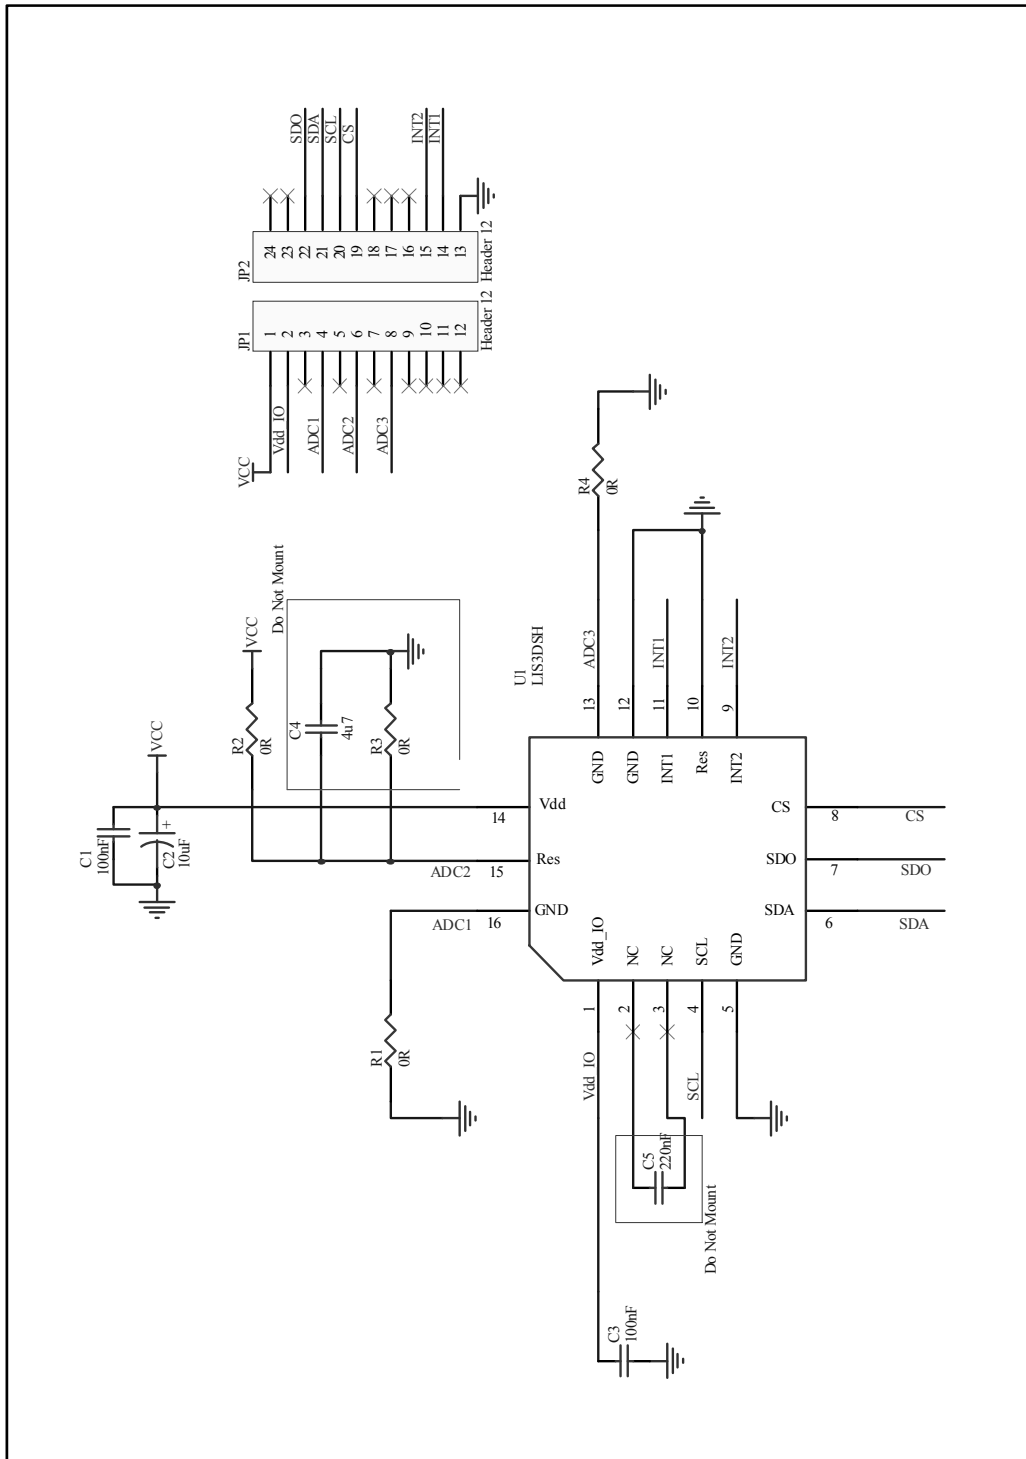 SDO
SDA
SCL
CS
INT2
INT1
JP2
24
23
22
21
20
19
18
17
16
15
14
13
Header 12
JP1
1
2
3
4
5
6
7
8
9
10
11
12
Header 12
VCC
Vdd_IO
ADC1
ADC2
ADC3
R4
0R
Do Not Mount
VCC
R2
0R
C4
4u7
R3
0R
VCC
C1
100nF
+
C2
10uF
U1
LIS3DSH
ADC3
INT1
INT2
13
12
11
10
9
GND
GND
INT1
Res
INT2
14
Vdd
ADC2
15
Res
ADC1
16
GND
CS
8
CS
SDO
7
SDO
SDA
6
SDA
Vdd_IO
NC
NC
SCL
GND
1
2
3
4
5
R1
0R
Vdd_IO
SCL
C5
220nF
Do Not Mount
C3
100nF